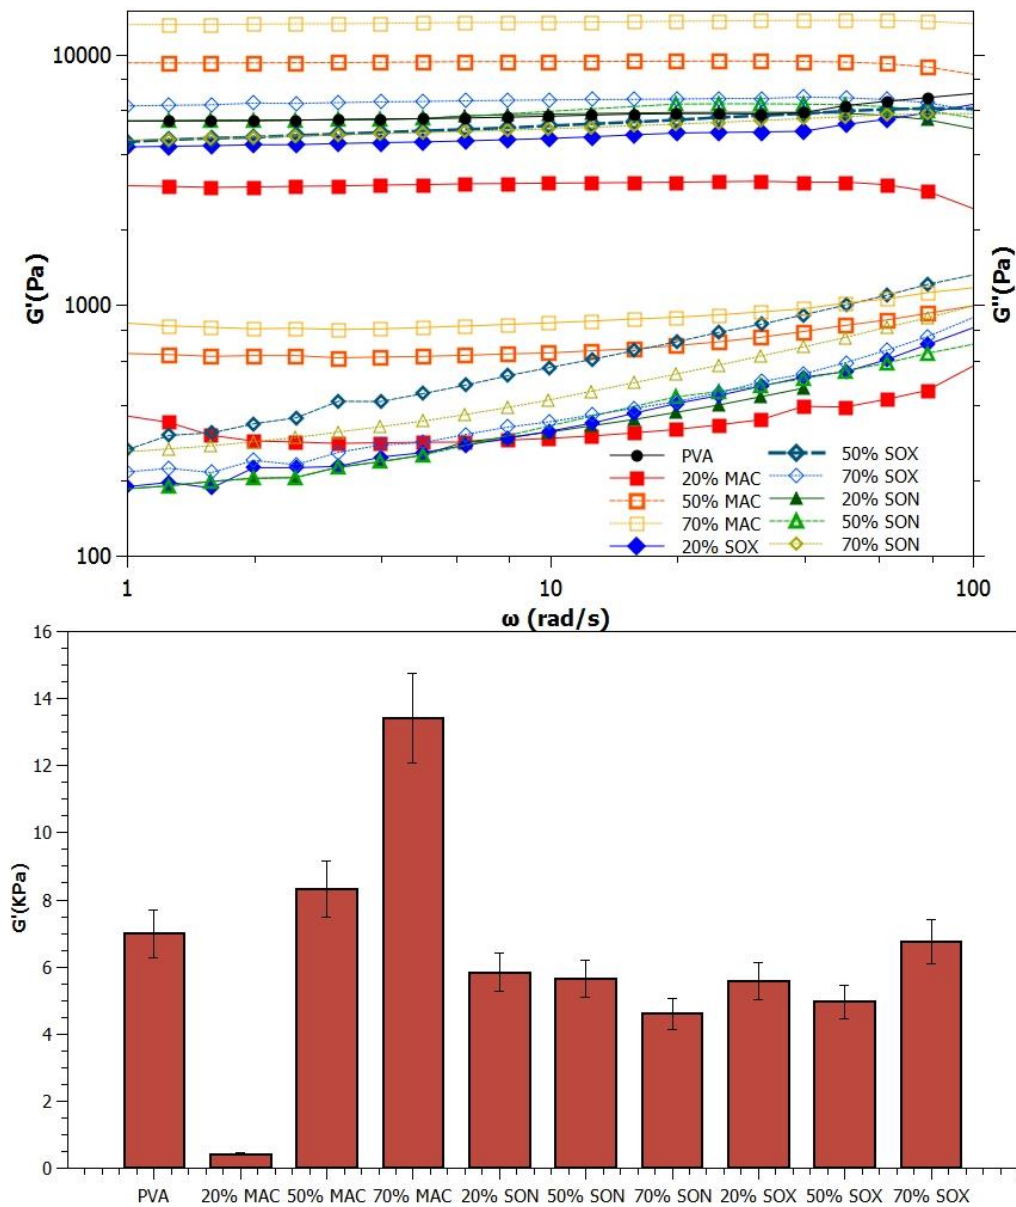 10000
1000
100
G'(Pa)
G''(Pa)
PVA
20% MAC
50% MAC
70% MAC
20% SOX
50% SOX
70% SOX
20% SON
50% SON
70% SON
1 10 100
ω (rad/s)
16
14
12
10
8
6
4
2
0
G'(KPa)
PVA 20% MAC 50% MAC 70% MAC 20% SON 50% SON 70% SON 20% SOX 50% SOX 70% SOX